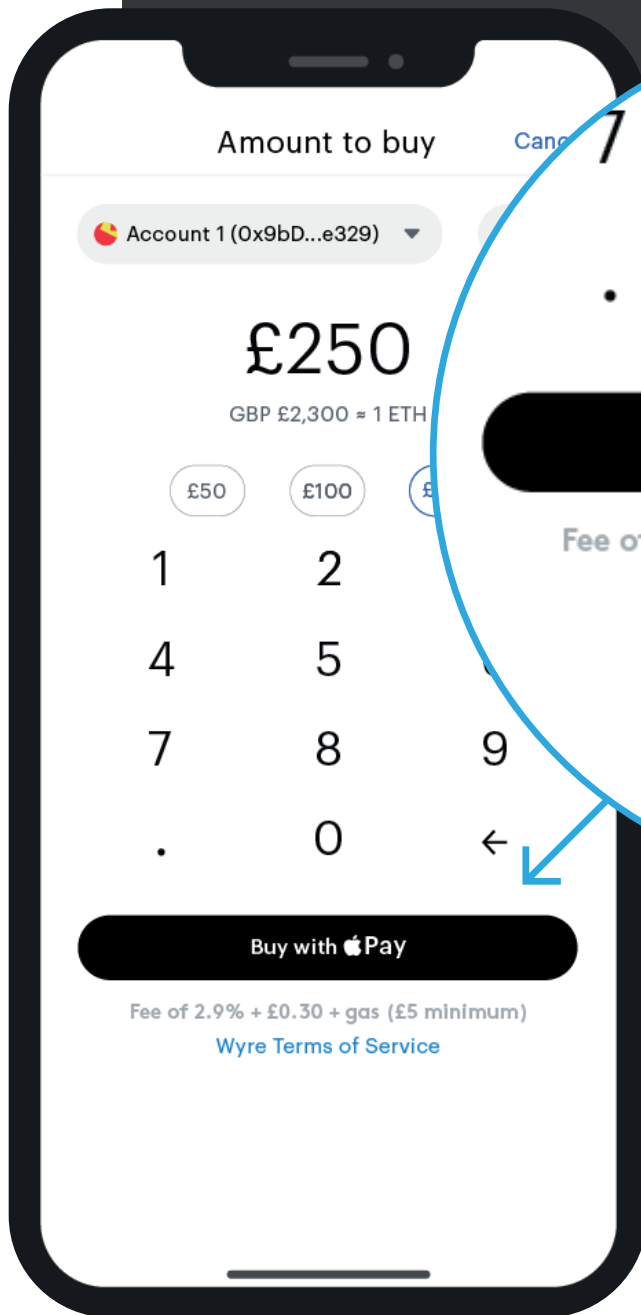 Amount to buy
Account 1 (0x9bD...e329)
£250
GBP £2,300 ≈ 1 ETH
£50 £100 £
1 2
4 5
7 8 9
. 0 ←
Buy with Pay
Fee of 2.9% + £0.30 + gas (£5 minimum)
Wyre Terms of Service
7
.
Fee